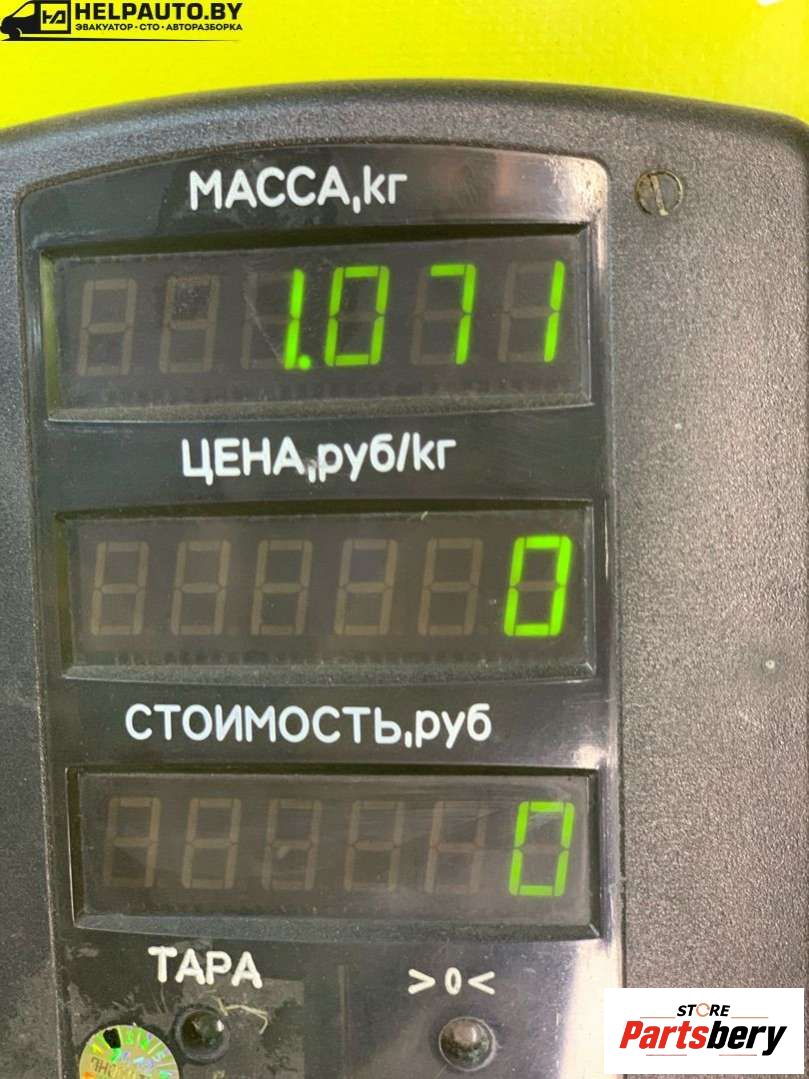 HELPAUTO.BY
ЭВАКУАТОР • СТО • АВТОРАЗБОРКА
МАССА,кг
1.071
ЦЕНА,руб/кг
0
СТОИМОСТЬ,руб
0
ТАРА
>0<
STORE
Partsbery